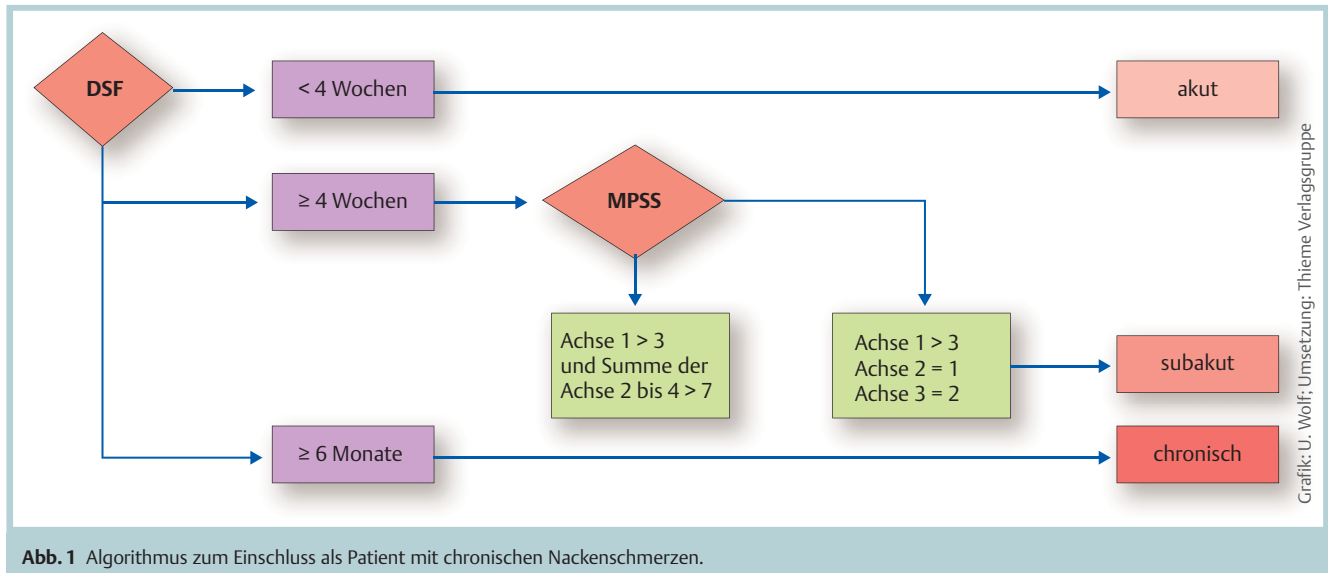 DSF
< 4 Wochen
akut
≥ 4 Wochen
MPSS
Achse 1 > 3
und Summe der
Achse 2 bis 4 > 7
Achse 1 > 3
Achse 2 = 1
Achse 3 = 2
subakut
≥ 6 Monate
chronisch
Grafik: U. Wolf; Umsetzung: Thieme Verlagsgruppe
Abb. 1 Algorithmus zum Einschluss als Patient mit chronischen Nackenschmerzen.